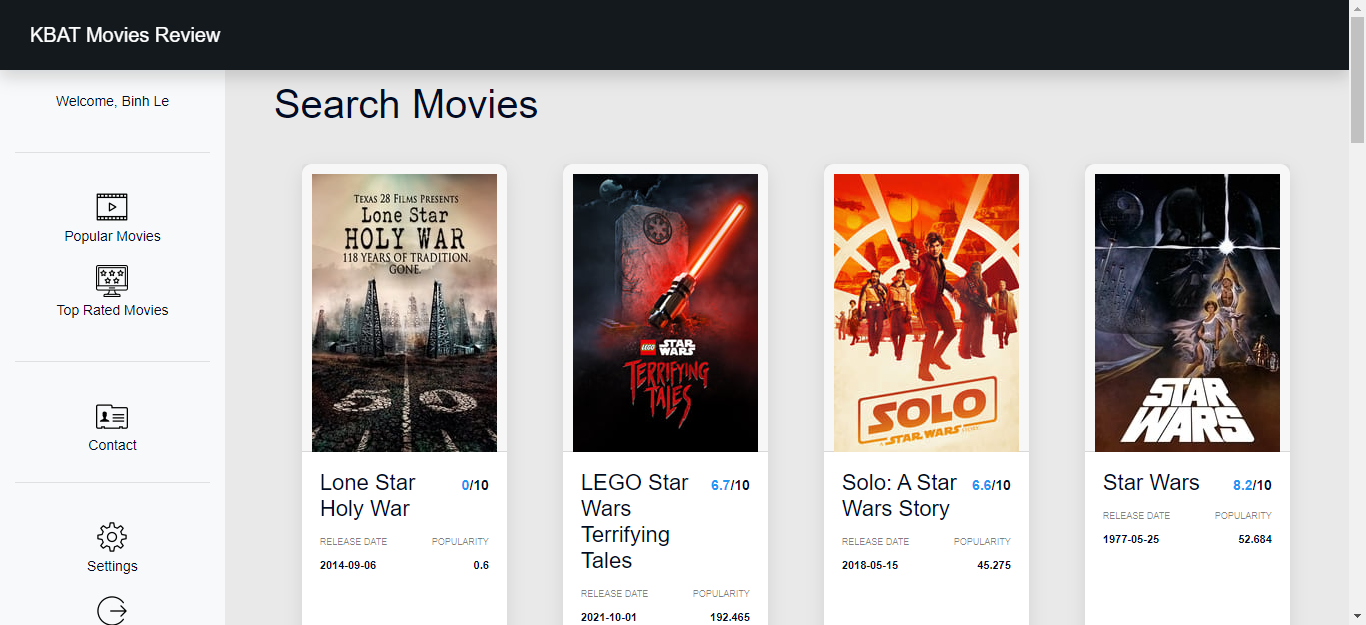 KBAT Movies Review
Welcome, Binh Le
Popular Movies
Top Rated Movies
Contact
Settings
Search Movies
TEXAS 28 FILMS PRESENTS
Lone Star
HOLY WAR
118 YEARS OF TRADITION.
GONE.
50
Lone Star
Holy War
0/10
RELEASE DATE POPULARITY
2014-09-06 0.6
LEGO STAR
WARS
TERRIFYING
TALES
LEGO Star
Wars
Terrifying
Tales
6.7/10
RELEASE DATE POPULARITY
2021-10-01 192.465
SOLO
A STAR WARS STORY
Solo: A Star
Wars Story
6.6/10
RELEASE DATE POPULARITY
2018-05-15 45.275
STAR
WARS
Star Wars
8.2/10
RELEASE DATE POPULARITY
1977-05-25 52.684